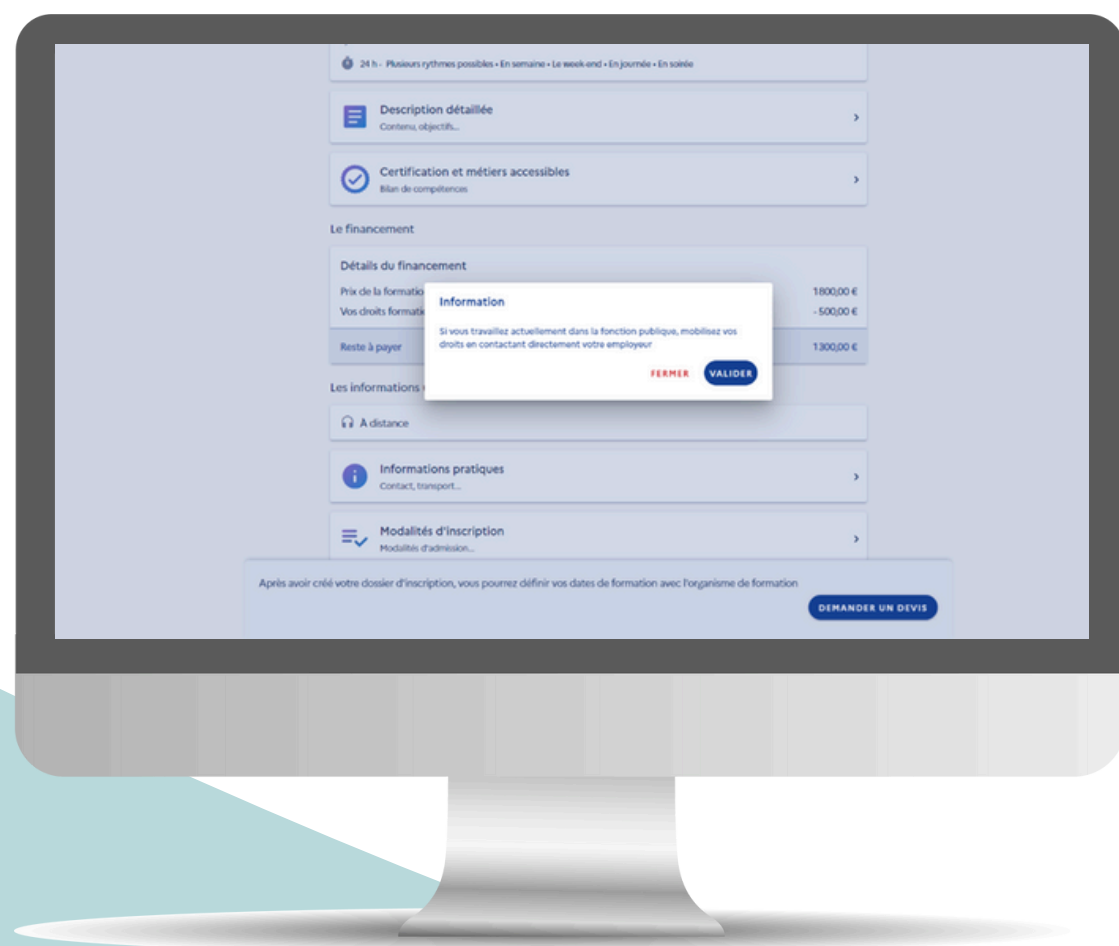 24 h - Plusieurs rythmes possibles • En semaine • Le week-end • En journée • En soirée
Description détaillée
Contenu, objectifs...
Certification et métiers accessibles
Bilan de compétences
Le financement
Détails du financement
Prix de la formatio
1800,00 €
Vos droits formati
- 500,00 €
Reste à payer
1300,00 €
Information
Si vous travaillez actuellement dans la fonction publique, mobilisez vos
droits en contactant directement votre employeur
FERMER VALIDER
Les informations
A distance
Informations pratiques
Contact, transport...
Modalités d'inscription
Modalités d'admission...
Après avoir créé votre dossier d'inscription, vous pourrez définir vos dates de formation avec l'organisme de formation
DEMANDER UN DEVIS